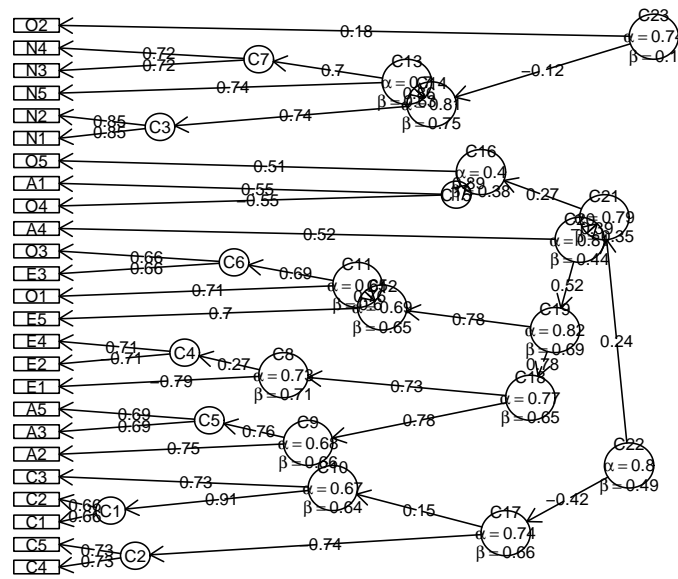 O2
N4
N3
N5
N2
N1
O5
A1
O4
A4
O3
E3
O1
E5
E4
E2
E1
A5
A3
A2
C3
C2
C1
C5
C4
0.18
0.72
0.72
0.74
0.85
0.85
0.51
0.55
−0.55
0.52
0.66
0.66
0.71
0.7
0.71
0.71
−0.79
0.69
0.69
0.75
0.73
0.66
0.66
0.73
0.73
C7
0.7
C3
0.74
C13
β = 0.75
C23
−0.12
C16
α = 0.4
0.38
0.27
C21
0.52
C6
0.69
C11
β = 0.65
0.78
C19
α = 0.82
β = 0.69
0.78
0.24
C4
0.27
C8
α = 0.73
β = 0.71
0.73
C18
α = 0.77
β = 0.65
C5
0.76
C9
α = 0.68
0.78
C10
α = 0.67
β = 0.64
C1
0.91
0.15
C22
α = 0.8
β = 0.49
−0.42
C17
α = 0.74
β = 0.66
C2
0.74
β = 0.44